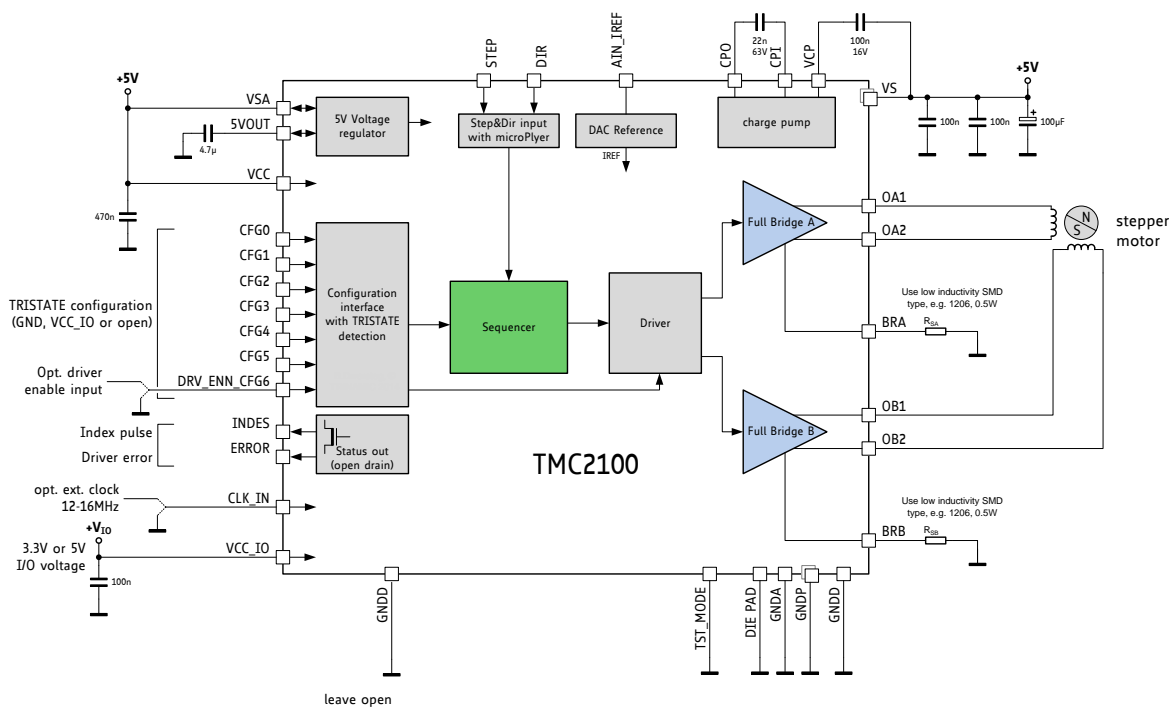 STEP
DIR
AIN_IREF
CPO
22n
63V
CPI
VCP
100n
16V
+5V
VSA
5VOUT
4.7µ
5V Voltage
regulator
Step&Dir input
with microPlyer
DAC Reference
IREF
charge pump
VS
+5V
100n
100n
100µF
VCC
470n
CFG0
CFG1
CFG2
CFG3
CFG4
CFG5
DRV_ENN_CFG6
TRISTATE configuration
(GND, VCC_IO or open)
Opt. driver
enable input
Configuration
interface
with TRISTATE
detection
Sequencer
Driver
Full Bridge A
OA1
OA2
N
S
stepper
motor
Use low inductivity SMD
type, e.g. 1206, 0.5W
BRA
RSA
Full Bridge B
OB1
OB2
INDES
ERROR
Index pulse
Driver error
Status out
(open drain)
TMC2100
opt. ext. clock
12-16MHz
CLK_IN
+VIO
3.3V or 5V
I/O voltage
VCC_IO
100n
Use low inductivity SMD
type, e.g. 1206, 0.5W
BRB
RSB
GNDD
TST_MODE
DIE PAD
GNDA
GNDP
GNDD
leave open